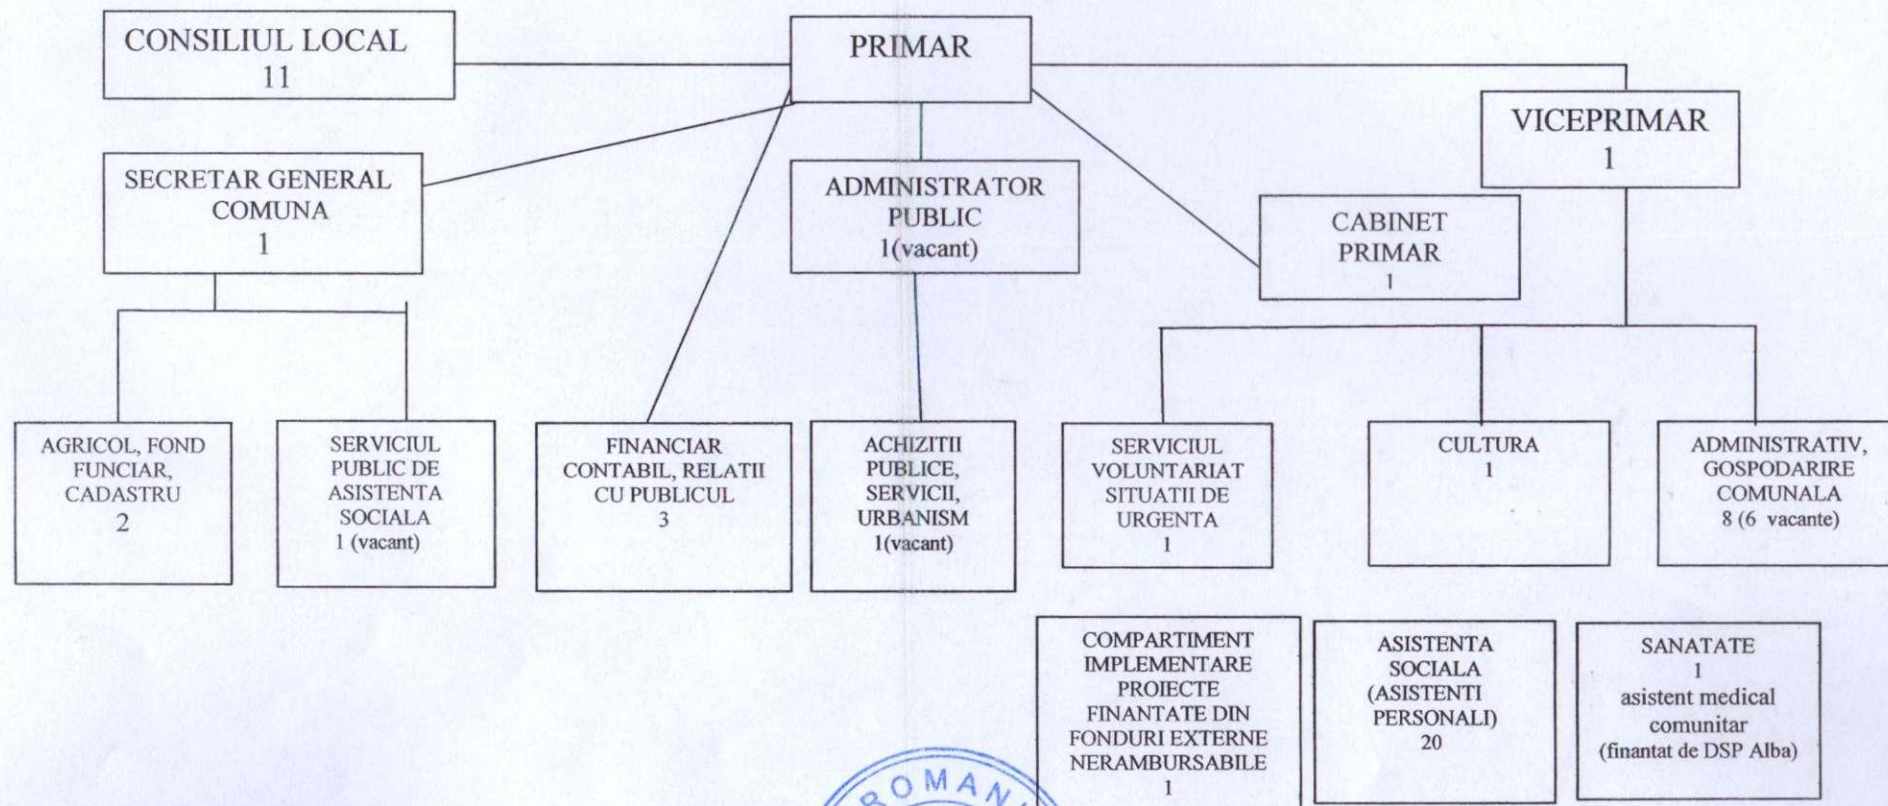 CONSILIUL LOCAL
11
PRIMAR
VICEPRIMAR
1
SECRETAR GENERAL
COMUNA
1
ADMINISTRATOR
PUBLIC
1(vacant)
CABINET
PRIMAR
1
AGRICOL, FOND
FUNCIAR,
CADASTRU
2
SERVICIUL
PUBLIC DE
ASISTENTA
SOCIALA
1 (vacant)
FINANCIAR
CONTABIL, RELATII
CU PUBLICUL
3
ACHIZITII
PUBLICE,
SERVICII,
URBANISM
1(vacant)
SERVICIUL
VOLUNTARIAT
SITUATII DE
URGENTA
1
CULTURA
1
ADMINISTRATIV,
GOSPODARIRE
COMUNALA
8 (6 vacante)
COMPARTIMENT
IMPLEMENTARE
PROIECTE
FINANTATE DIN
FONDURI EXTERNE
NERAMBURSABILE
1
ASISTENTA
SOCIALA
(ASISTENTI
PERSONALI)
20
SANATATE
1
asistent medical
comunitar
(finantat de DSP Alba)
ROMANI